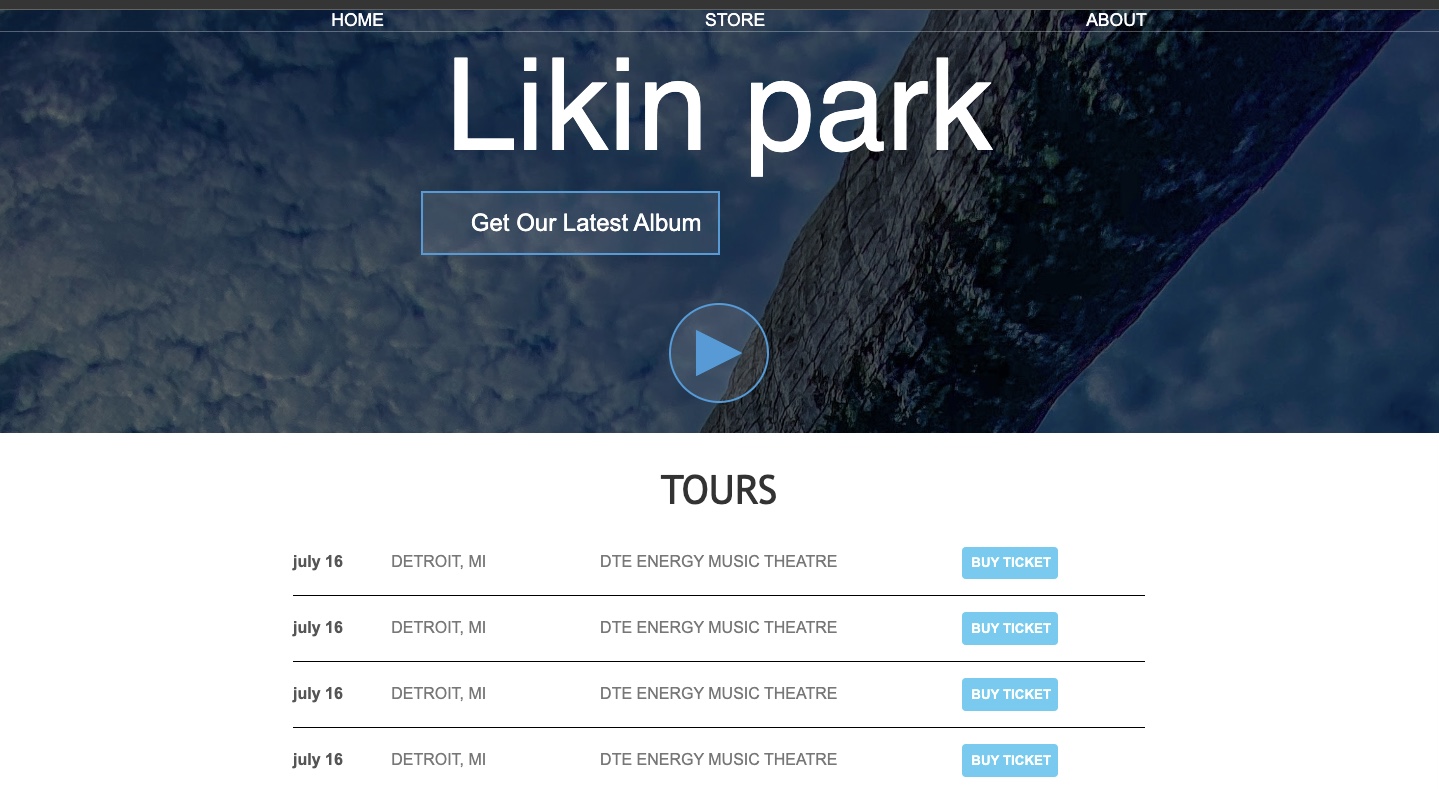 HOME STORE ABOUT
Likin park
Get Our Latest Album
TOURS
july 16 DETROIT, MI DTE ENERGY MUSIC THEATRE BUY TICKET
july 16 DETROIT, MI DTE ENERGY MUSIC THEATRE BUY TICKET
july 16 DETROIT, MI DTE ENERGY MUSIC THEATRE BUY TICKET
july 16 DETROIT, MI DTE ENERGY MUSIC THEATRE BUY TICKET